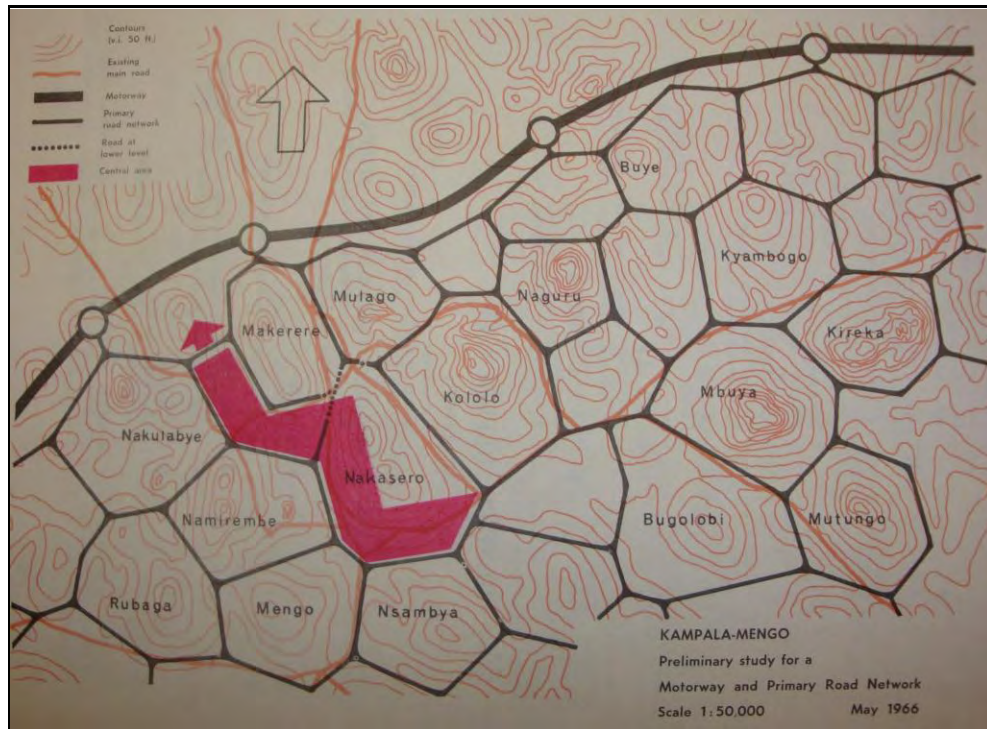 Contours
(v.i. 50 ft.)
Existing
main road
Motorway
Primary
road network
Road at
lower level
Central area
Buye
Kyambogo
Mulago
Naguru
Makerere
Kireka
Kololo
Mbuya
Nakulabye
Nakasero
Namirembe
Bugolobi
Mutungo
Rubaga
Mengo
Nsambya
KAMPALA-MENGO
Preliminary study for a
Motorway and Primary Road Network
Scale 1:50,000 May 1966